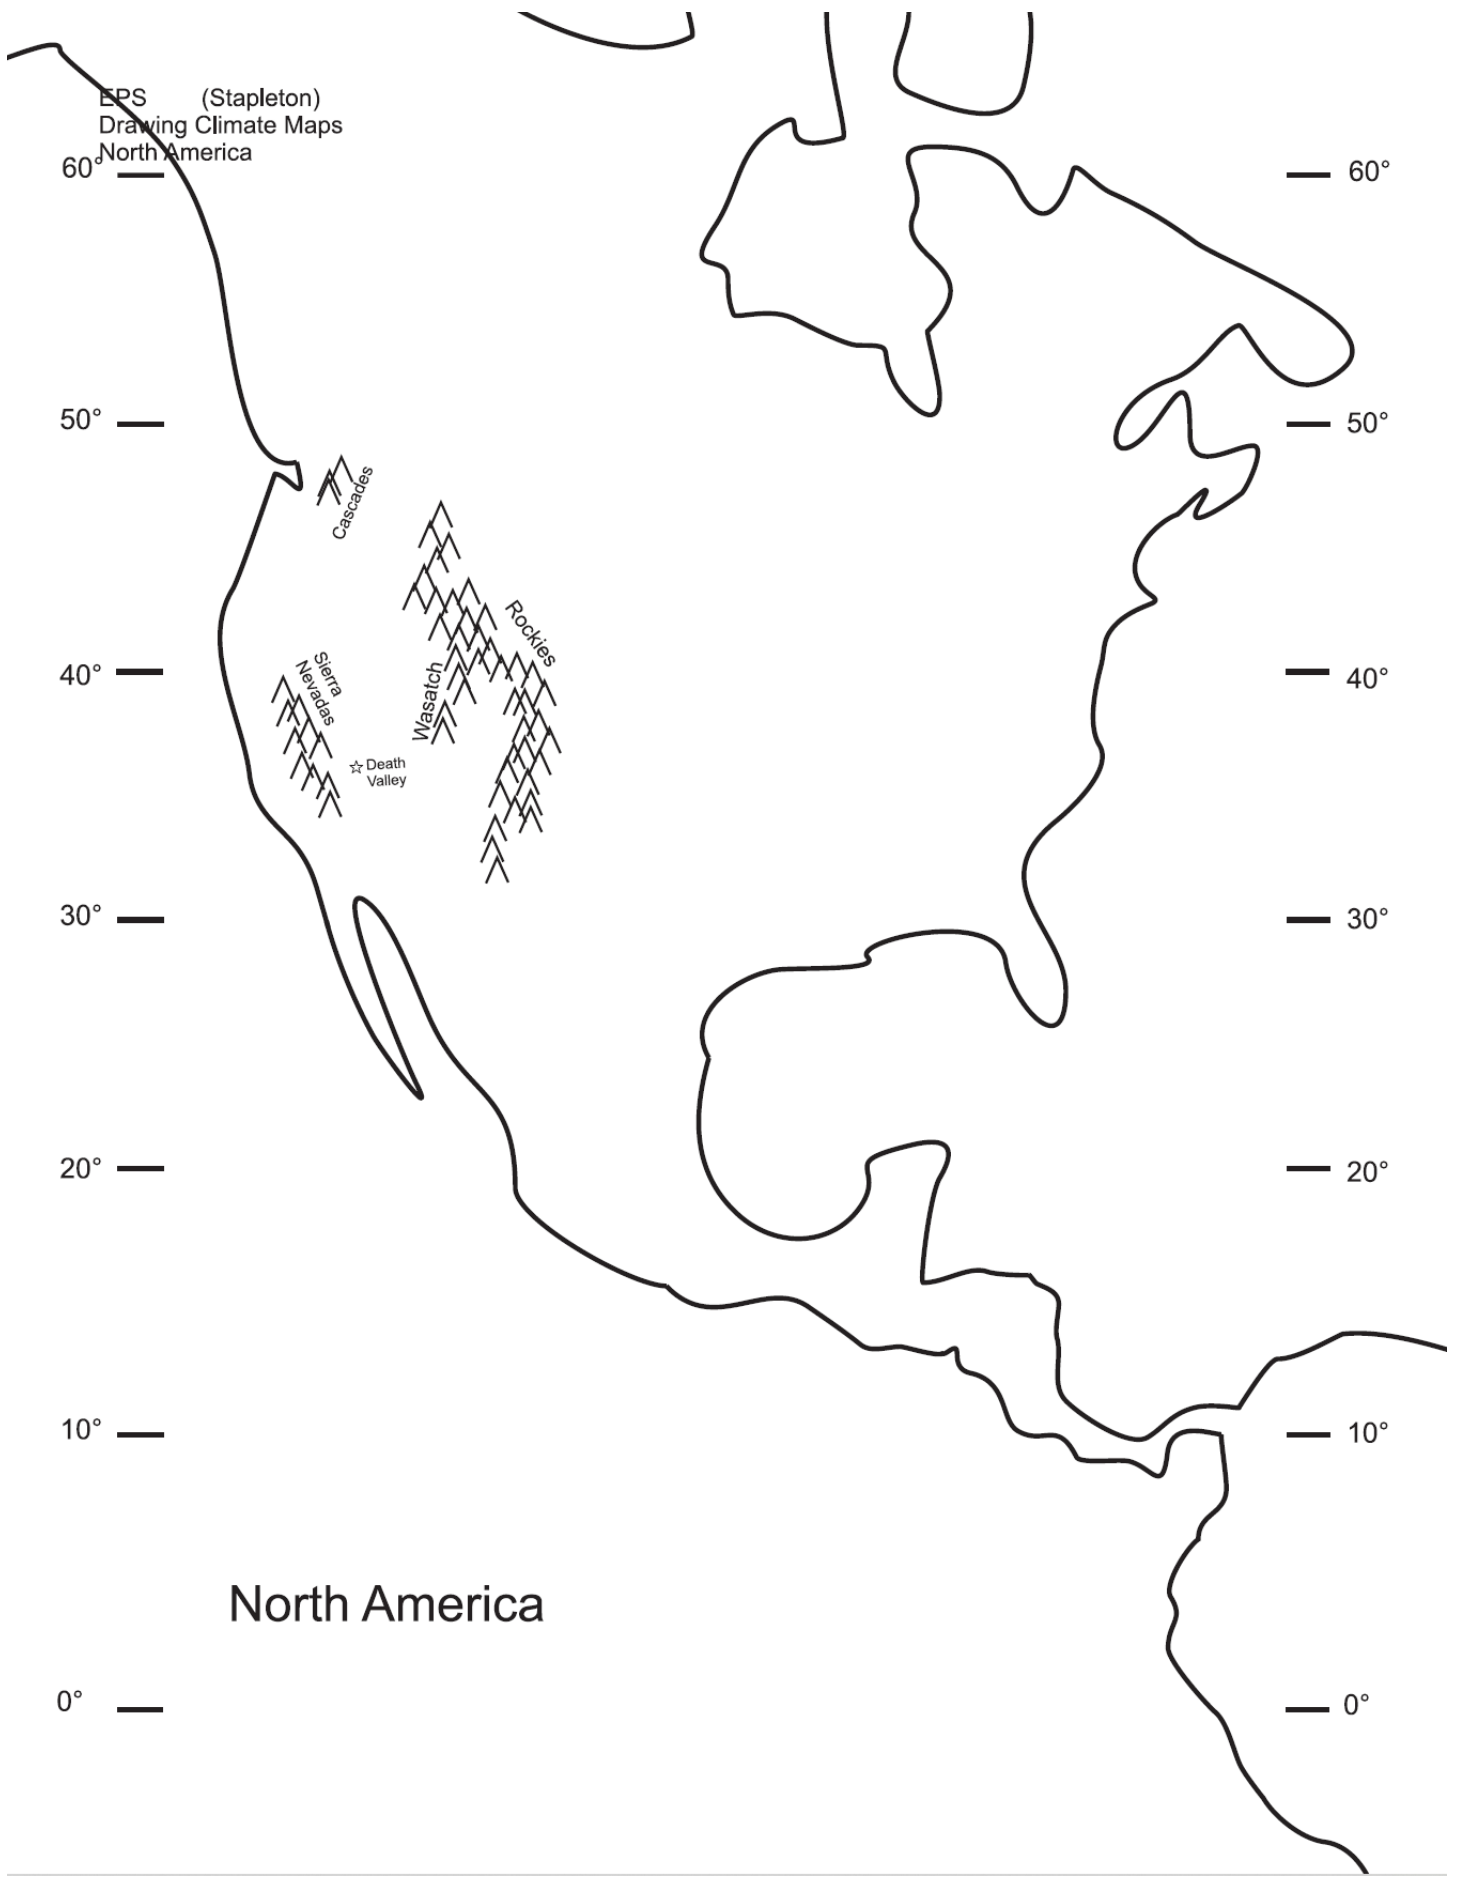 EPS (Stapleton)
Drawing Climate Maps
North America
60° 60°
50° 50°
Cascades
Rockies
Sierra
Nevadas
Wasatch
40° 40°
☆ Death
Valley
30° 30°
20° 20°
10° 10°
North America
0° 0°